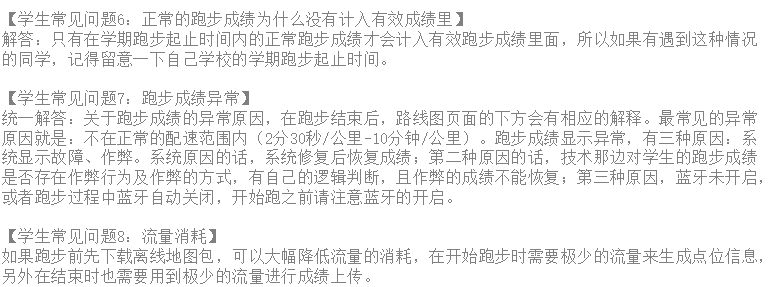 【学生常见问题6：正常的跑步成绩为什么没有计入有效成绩里】
解答：只有在学期跑步起止时间内的正常跑步成绩才会计入有效跑步成绩里面，所以如果有遇到这种情况
的同学，记得留意一下自己学校的学期跑步起止时间。
【学生常见问题7：跑步成绩异常】
统一解答：关于跑步成绩的异常原因，在跑步结束后，路线图页面的下方会有相应的解释。最常见的异常
原因就是：不在正常的配速范围内（2分30秒/公里-10分钟/公里）。跑步成绩显示异常，有三种原因：系
统显示故障、作弊。系统原因的话，系统修复后恢复成绩；第二种原因的话，技术那边对学生的跑步成绩
是否存在作弊行为及作弊的方式，有自己的逻辑判断，且作弊的成绩不能恢复；第三种原因，蓝牙未开启，
或者跑步过程中蓝牙自动关闭，开始跑之前请注意蓝牙的开启。
【学生常见问题8：流量消耗】
如果跑步前先下载离线地图包，可以大幅降低流量的消耗，在开始跑步时需要极少的流量来生成点位信息，
另外在结束时也需要用到极少的流量进行成绩上传。